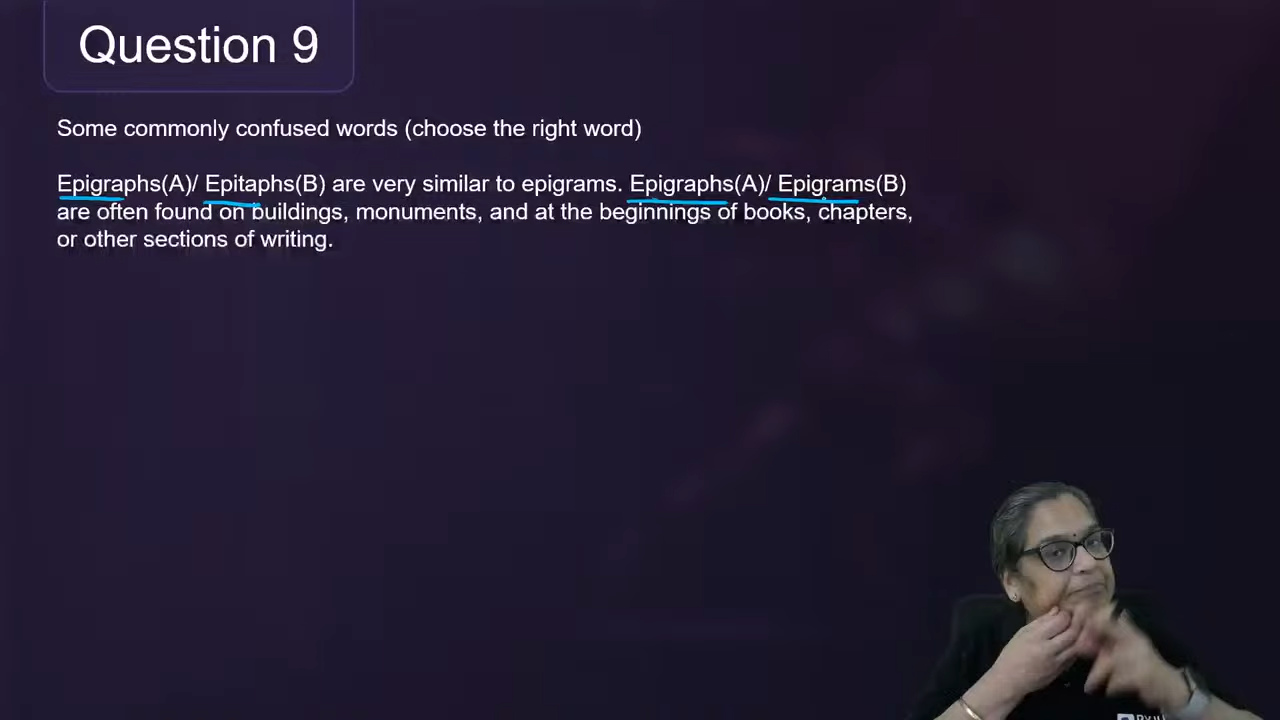 Question 9
Some commonly confused words (choose the right word)
Epigraphs(A)/ Epitaphs(B) are very similar to epigrams. Epigraphs(A)/ Epigrams(B)
are often found on buildings, monuments, and at the beginnings of books, chapters,
or other sections of writing.